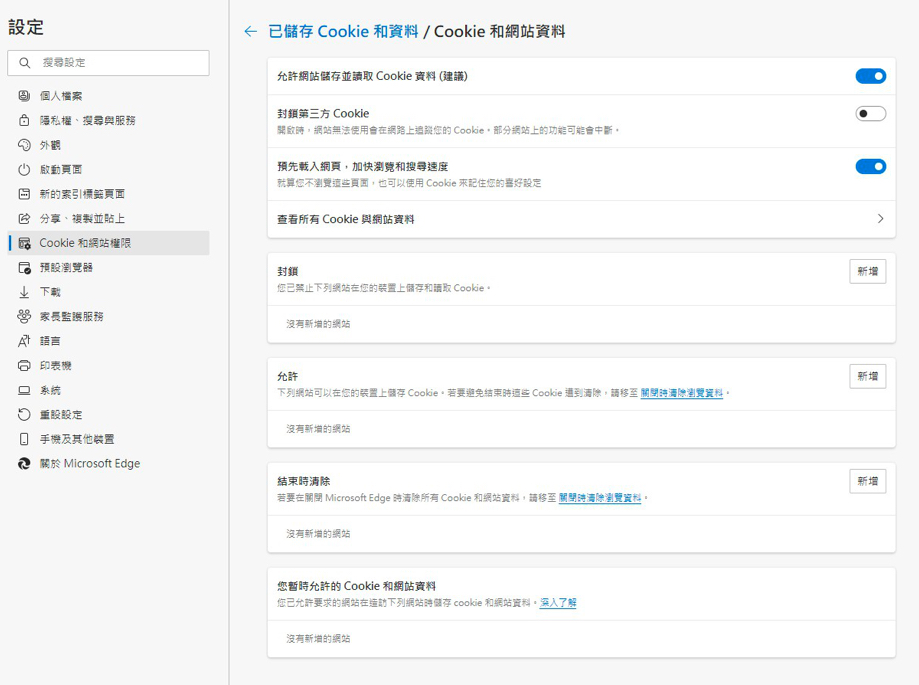 設定
搜尋設定
個人檔案
隱私權、搜尋與服務
外觀
啟動頁面
新的索引標籤頁面
分享、複製並貼上
Cookie 和網站權限
預設瀏覽器
下載
家長監護服務
語言
印表機
系統
重設設定
手機及其他裝置
關於 Microsoft Edge
已儲存 Cookie 和資料 / Cookie 和網站資料
允許網站儲存並讀取 Cookie 資料 (建議)
封鎖第三方 Cookie
開啟時，網站無法使用會在網路上追蹤您的 Cookie。部分網站上的功能可能會中斷。
預先載入網頁，加快瀏覽和搜尋速度
就算您不瀏覽這些頁面，也可以使用 Cookie 來記住您的喜好設定
查看所有 Cookie 與網站資料
封鎖
新增
您已禁止下列網站在您的裝置上儲存和讀取 Cookie。
沒有新增的網站
允許
新增
下列網站可以在您的裝置上儲存 Cookie。若要避免結束時這些 Cookie 遭到清除，請移至 關閉時清除瀏覽資料。
沒有新增的網站
結束時清除
新增
若要在關閉 Microsoft Edge 時清除所有 Cookie 和網站資料，請移至 關閉時清除瀏覽資料。
沒有新增的網站
您暫時允許的 Cookie 和網站資料
您已允許要求的網站在造訪下列網站時儲存 cookie 和網站資料。深入了解
沒有新增的網站